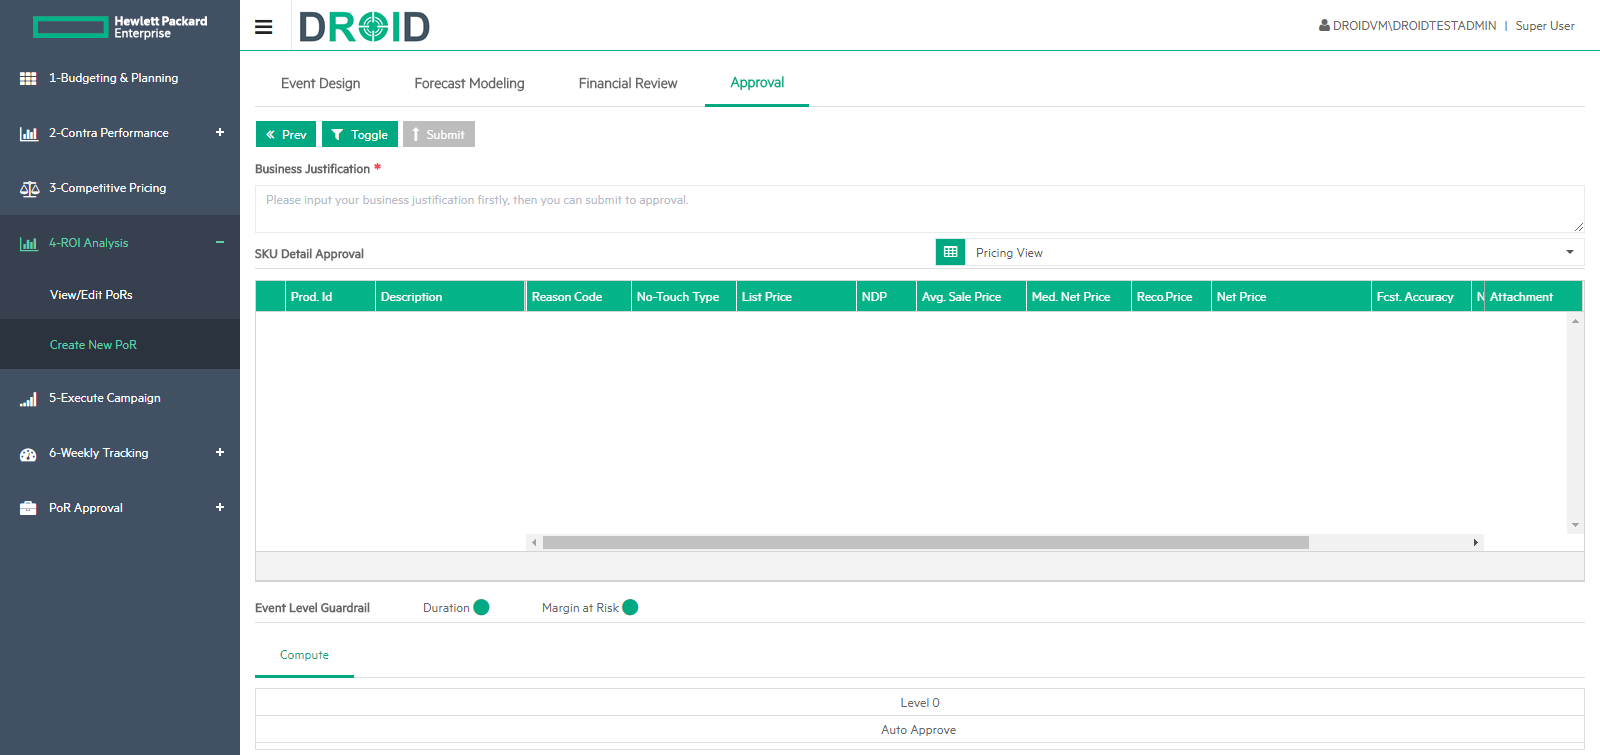 Hewlett Packard
Enterprise
DROID
DROIDVM\DROIDTESTADMIN | Super User
1-Budgeting & Planning
2-Contra Performance +
3-Competitive Pricing
4-ROI Analysis −
View/Edit PoRs
Create New PoR
5-Execute Campaign
6-Weekly Tracking +
PoR Approval +
Event Design Forecast Modeling Financial Review Approval
« Prev Toggle Submit
Business Justification *
Please input your business justification firstly, then you can submit to approval.
SKU Detail Approval Pricing View
Prod. Id Description Reason Code No-Touch Type List Price NDP Avg. Sale Price Med. Net Price Reco.Price Net Price Fcst. Accuracy N Attachment
Event Level Guardrail Duration Margin at Risk
Compute
Level 0
Auto Approve